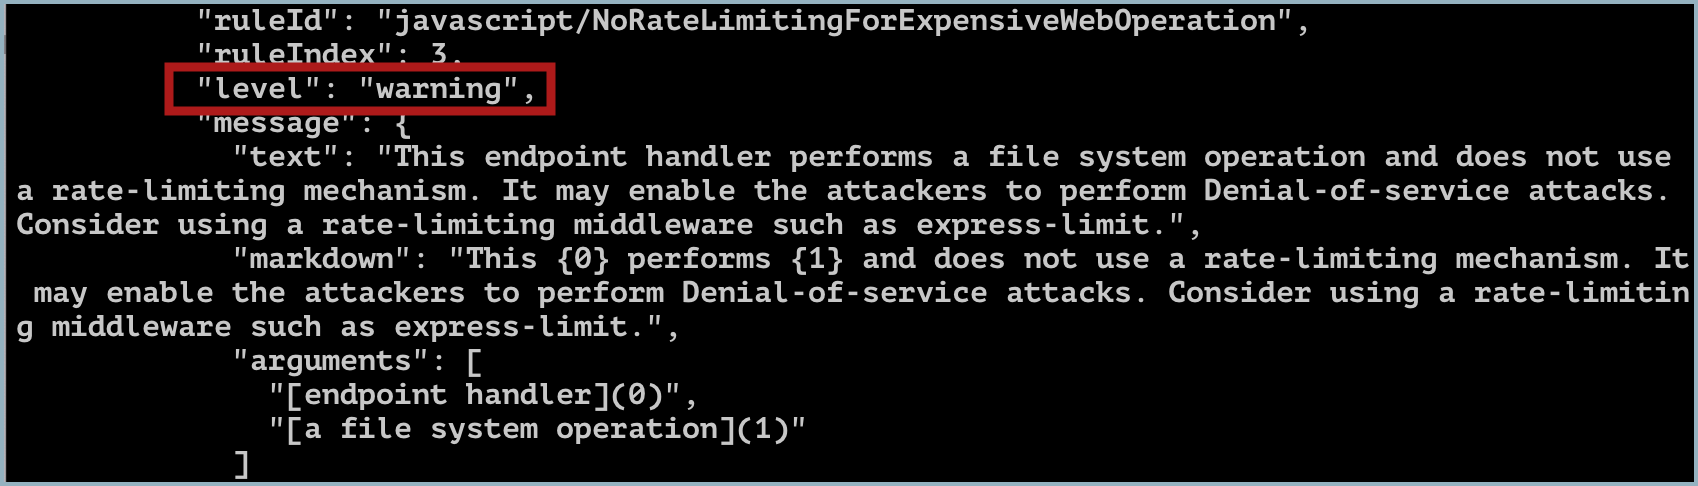 "ruleId": "javascript/NoRateLimitingForExpensiveWebOperation",
"ruleIndex": 3,
"level": "warning",
"message": {
"text": "This endpoint handler performs a file system operation and does not use
a rate-limiting mechanism. It may enable the attackers to perform Denial-of-service attacks.
Consider using a rate-limiting middleware such as express-limit.",
"markdown": "This {0} performs {1} and does not use a rate-limiting mechanism. It
may enable the attackers to perform Denial-of-service attacks. Consider using a rate-limitin
g middleware such as express-limit.",
"arguments": [
"[endpoint handler](0)",
"[a file system operation](1)"
]